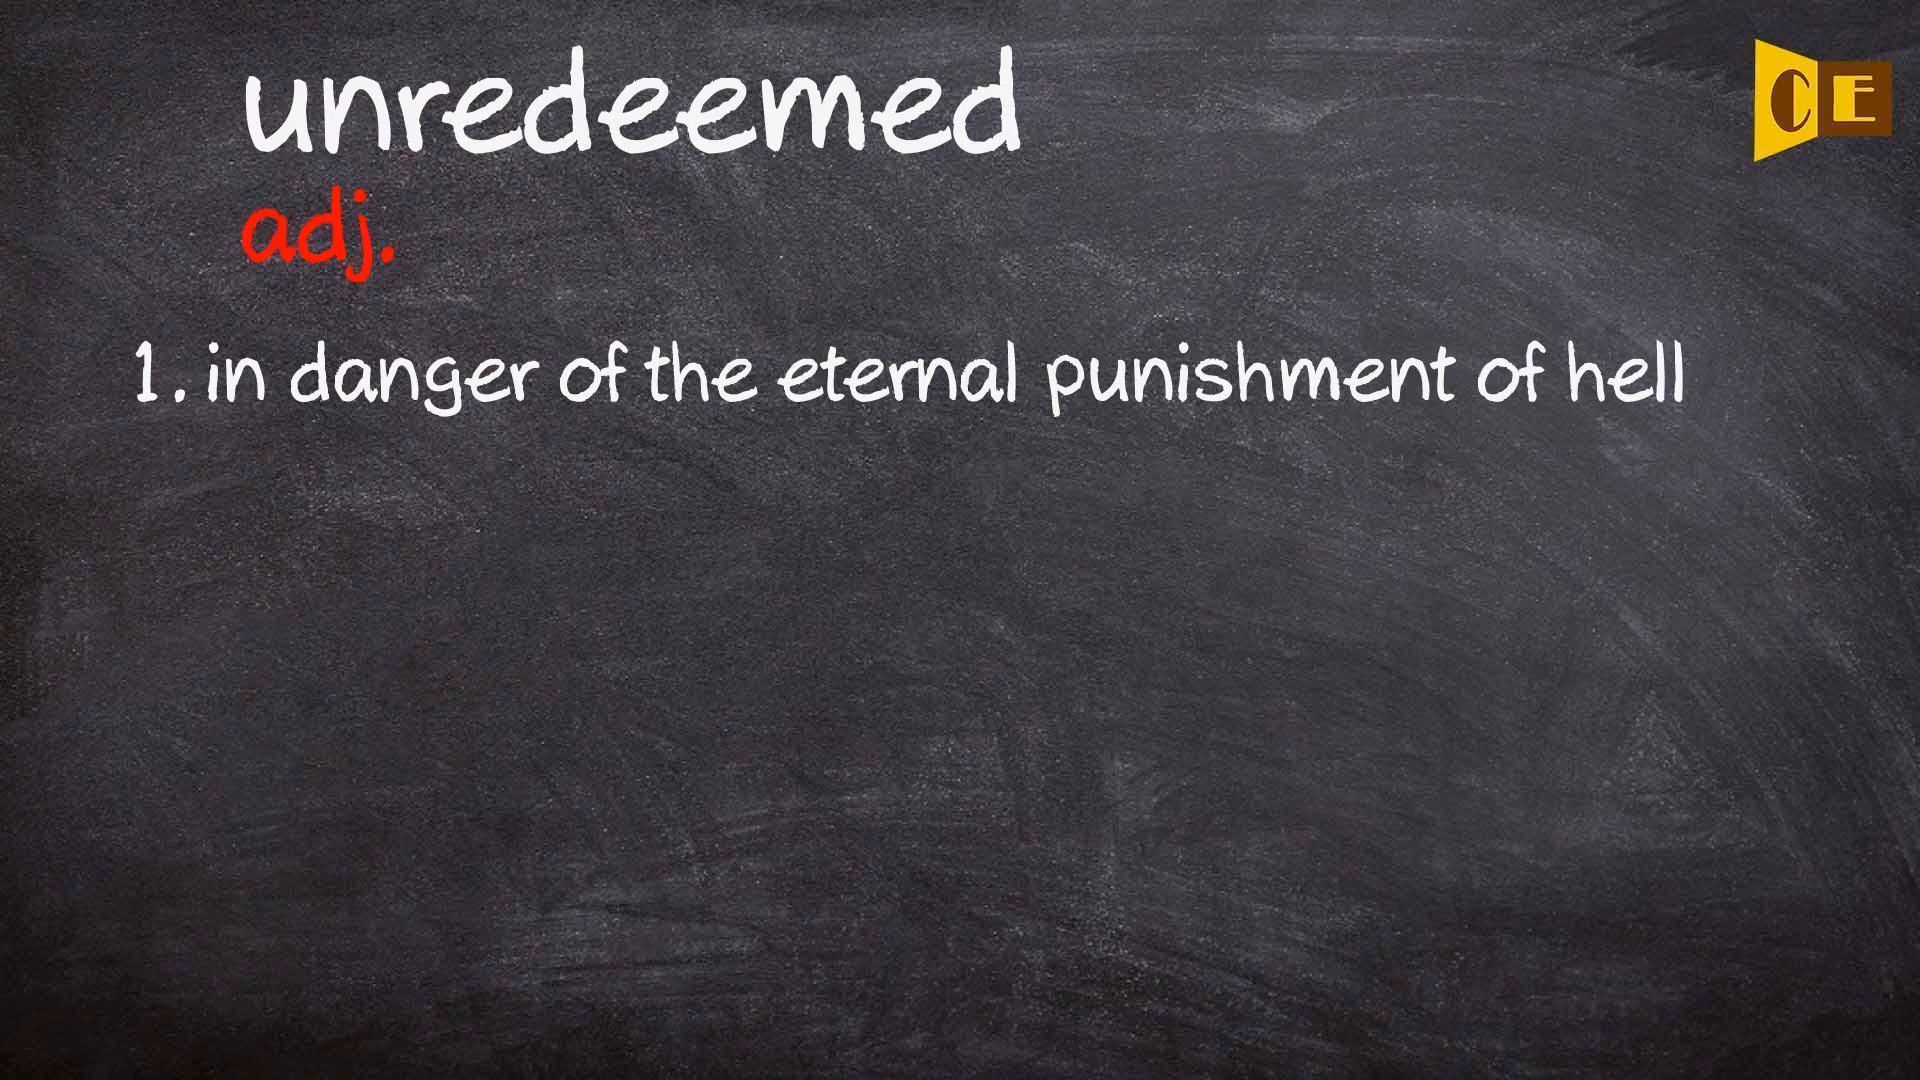 unredeemed
CE
adj.
1. in danger of the eternal punishment of hell